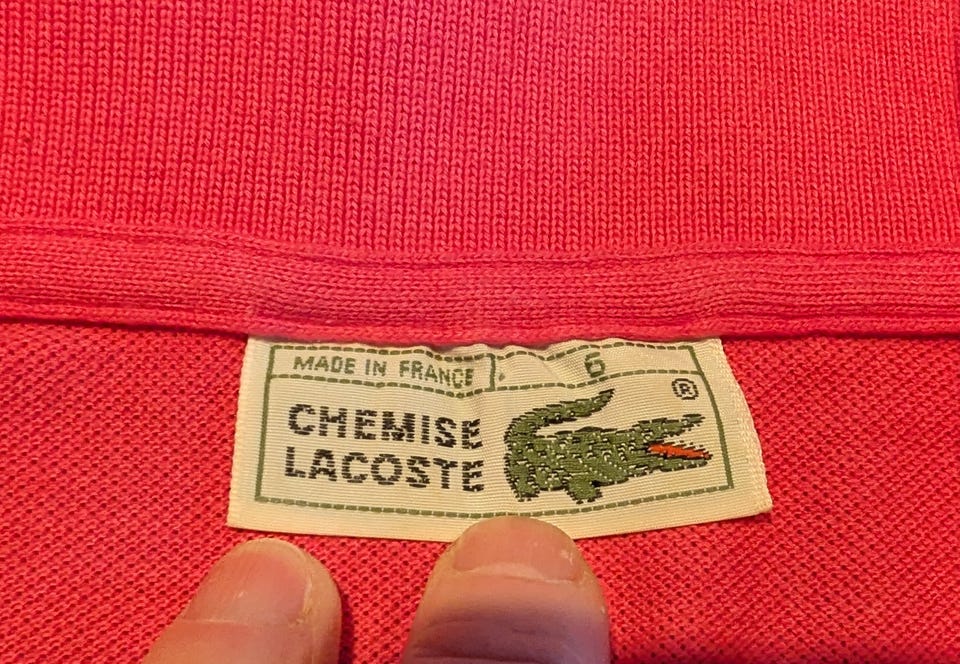 MADE IN FRANCE 6
®
CHEMISE
LACOSTE